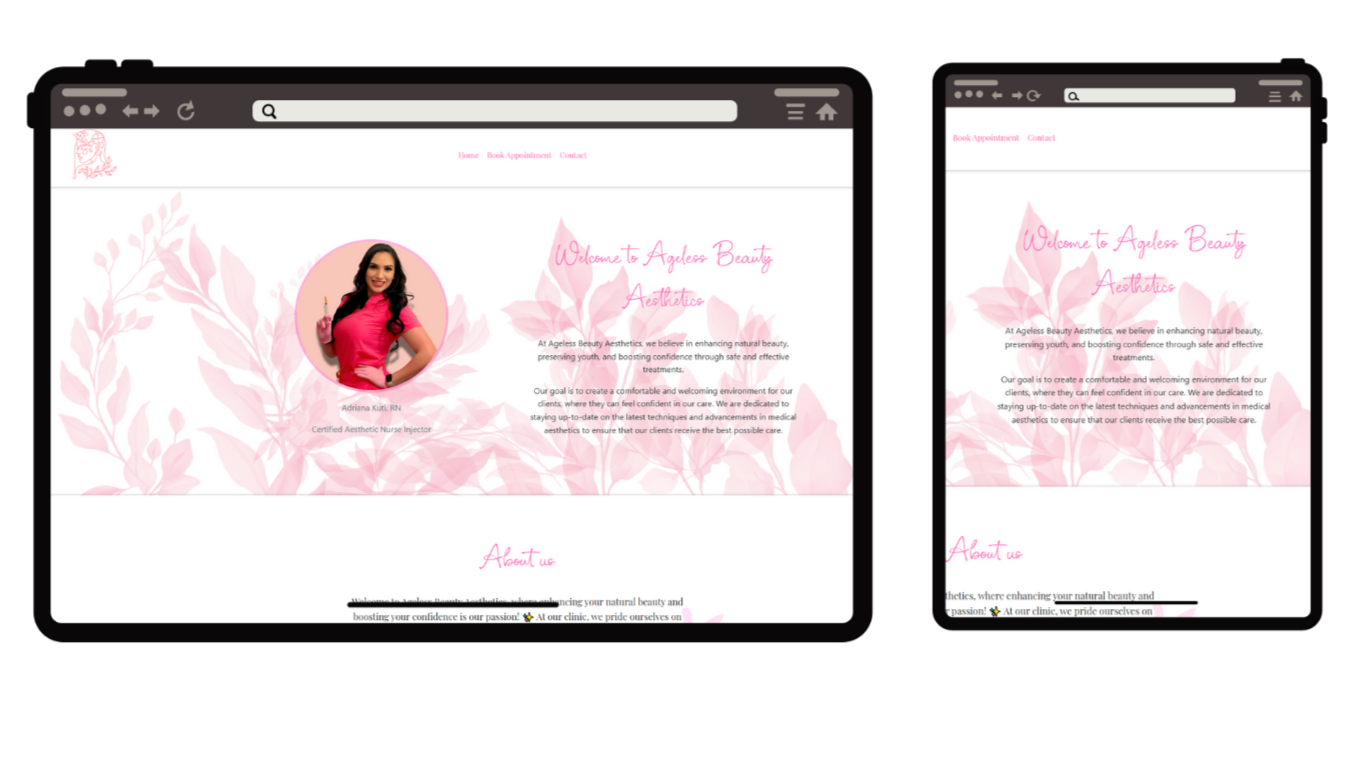 Home Book Appointment Contact
Welcome to Ageless Beauty
Aesthetics
At Ageless Beauty Aesthetics, we believe in enhancing natural beauty,
preserving youth, and boosting confidence through safe and effective
treatments.
Our goal is to create a comfortable and welcoming environment for our
clients, where they can feel confident in our care. We are dedicated to
staying up-to-date on the latest techniques and advancements in medical
aesthetics to ensure that our clients receive the best possible care.
Adriana Kuti, RN
Certified Aesthetic Nurse Injector
About us
Welcome to Ageless Beauty Aesthetics, where enhancing your natural beauty and
boosting your confidence is our passion! ✨ At our clinic, we pride ourselves on
Book Appointment Contact
Welcome to Ageless Beauty
Aesthetics
At Ageless Beauty Aesthetics, we believe in enhancing natural beauty,
preserving youth, and boosting confidence through safe and effective
treatments.
Our goal is to create a comfortable and welcoming environment for our
clients, where they can feel confident in our care. We are dedicated to
staying up-to-date on the latest techniques and advancements in medical
aesthetics to ensure that our clients receive the best possible care.
About us
thetics, where enhancing your natural beauty and
r passion! ✨ At our clinic, we pride ourselves on